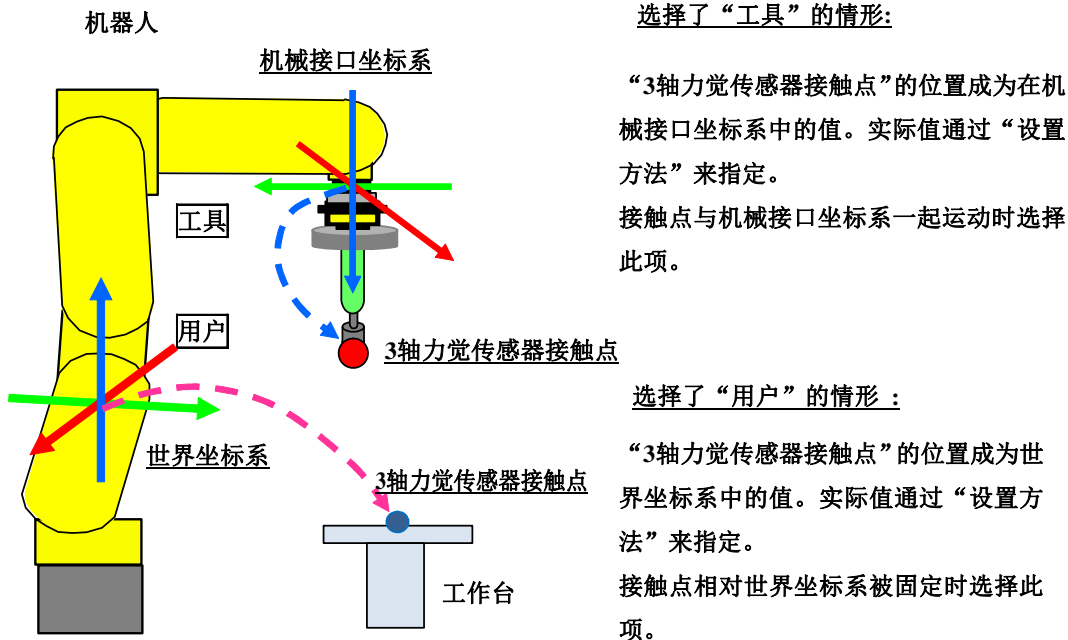 机器人
机械接口坐标系
工具
用户
3轴力觉传感器接触点
世界坐标系
3轴力觉传感器接触点
工作台
选择了“工具”的情形:
“3轴力觉传感器接触点”的位置成为在机
械接口坐标系中的值。实际值通过“设置
方法”来指定。
接触点与机械接口坐标系一起运动时选择
此项。
选择了“用户”的情形 :
“3轴力觉传感器接触点”的位置成为世
界坐标系中的值。实际值通过“设置方
法”来指定。
接触点相对世界坐标系被固定时选择此
项。